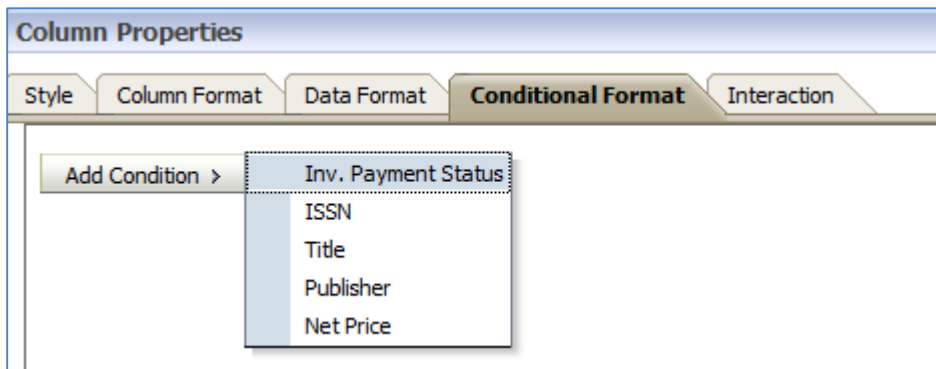 Column Properties
Style Column Format Data Format Conditional Format Interaction
Add Condition > Inv. Payment Status
ISSN
Title
Publisher
Net Price